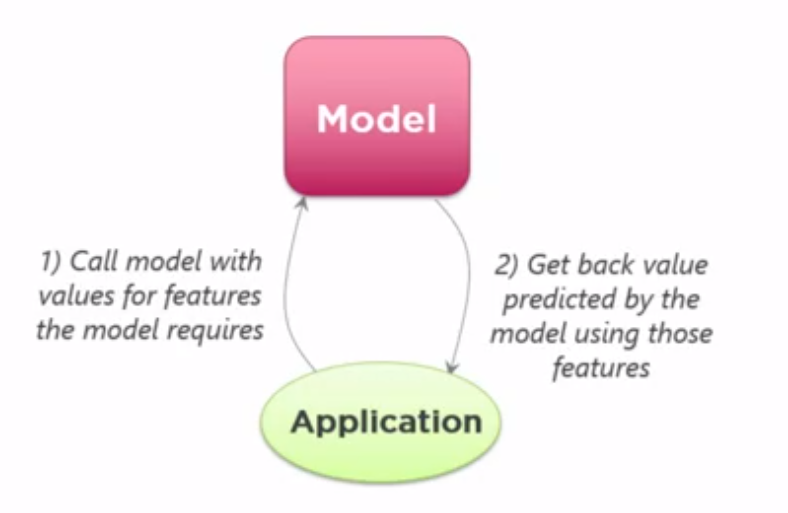 Model
1) Call model with
values for features
the model requires
2) Get back value
predicted by the
model using those
features
Application